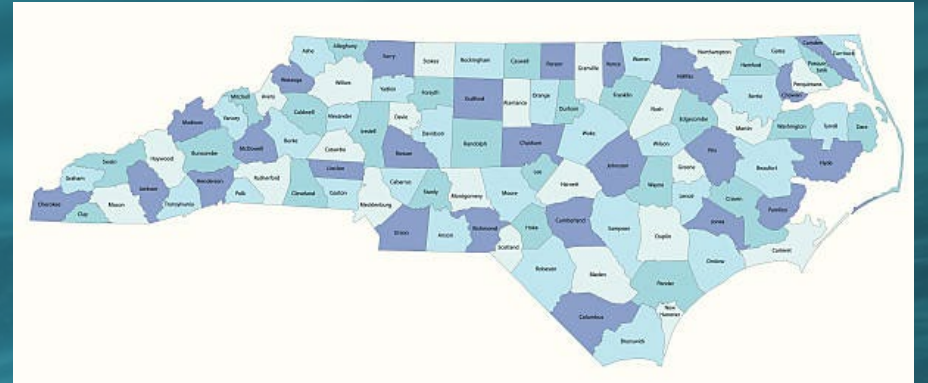 Ashe
Alleghany
Surry
Stokes
Rockingham
Caswell
Person
Granville
Vance
Warren
Northampton
Gates
Camden
Currituck
Halifax
Hertford
Pasquotank
Perquimans
Chowan
Bertie
Watauga
Wilkes
Yadkin
Forsyth
Guilford
Alamance
Orange
Durham
Franklin
Nash
Edgecombe
Martin
Washington
Tyrrell
Dare
Mitchell
Avery
Caldwell
Alexander
Iredell
Davie
Davidson
Randolph
Chatham
Wake
Wilson
Pitt
Beaufort
Hyde
Madison
Yancey
McDowell
Burke
Catawba
Rowan
Johnston
Greene
Haywood
Buncombe
Swain
Graham
Rutherford
Lincoln
Cabarrus
Stanly
Montgomery
Moore
Lee
Harnett
Wayne
Lenoir
Craven
Pamlico
Cherokee
Clay
Macon
Jackson
Transylvania
Henderson
Polk
Cleveland
Gaston
Mecklenburg
Union
Anson
Richmond
Scotland
Hoke
Cumberland
Sampson
Duplin
Jones
Carteret
Onslow
Robeson
Bladen
Pender
New
Hanover
Columbus
Brunswick